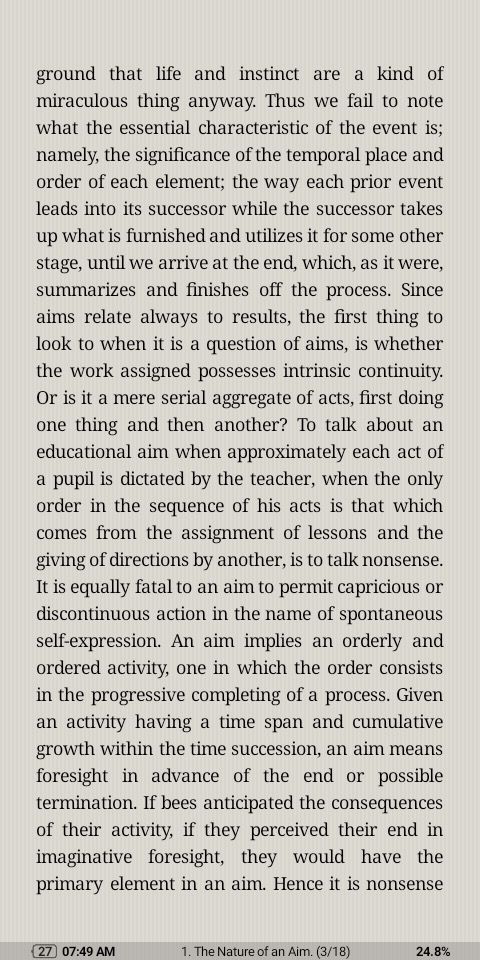 ground that life and instinct are a kind of
miraculous thing anyway. Thus we fail to note
what the essential characteristic of the event is;
namely, the significance of the temporal place and
order of each element; the way each prior event
leads into its successor while the successor takes
up what is furnished and utilizes it for some other
stage, until we arrive at the end, which, as it were,
summarizes and finishes off the process. Since
aims relate always to results, the first thing to
look to when it is a question of aims, is whether
the work assigned possesses intrinsic continuity.
Or is it a mere serial aggregate of acts, first doing
one thing and then another? To talk about an
educational aim when approximately each act of
a pupil is dictated by the teacher, when the only
order in the sequence of his acts is that which
comes from the assignment of lessons and the
giving of directions by another, is to talk nonsense.
It is equally fatal to an aim to permit capricious or
discontinuous action in the name of spontaneous
self-expression. An aim implies an orderly and
ordered activity, one in which the order consists
in the progressive completing of a process. Given
an activity having a time span and cumulative
growth within the time succession, an aim means
foresight in advance of the end or possible
termination. If bees anticipated the consequences
of their activity, if they perceived their end in
imaginative foresight, they would have the
primary element in an aim. Hence it is nonsense
27 07:49 AM 1. The Nature of an Aim. (3/18) 24.8%